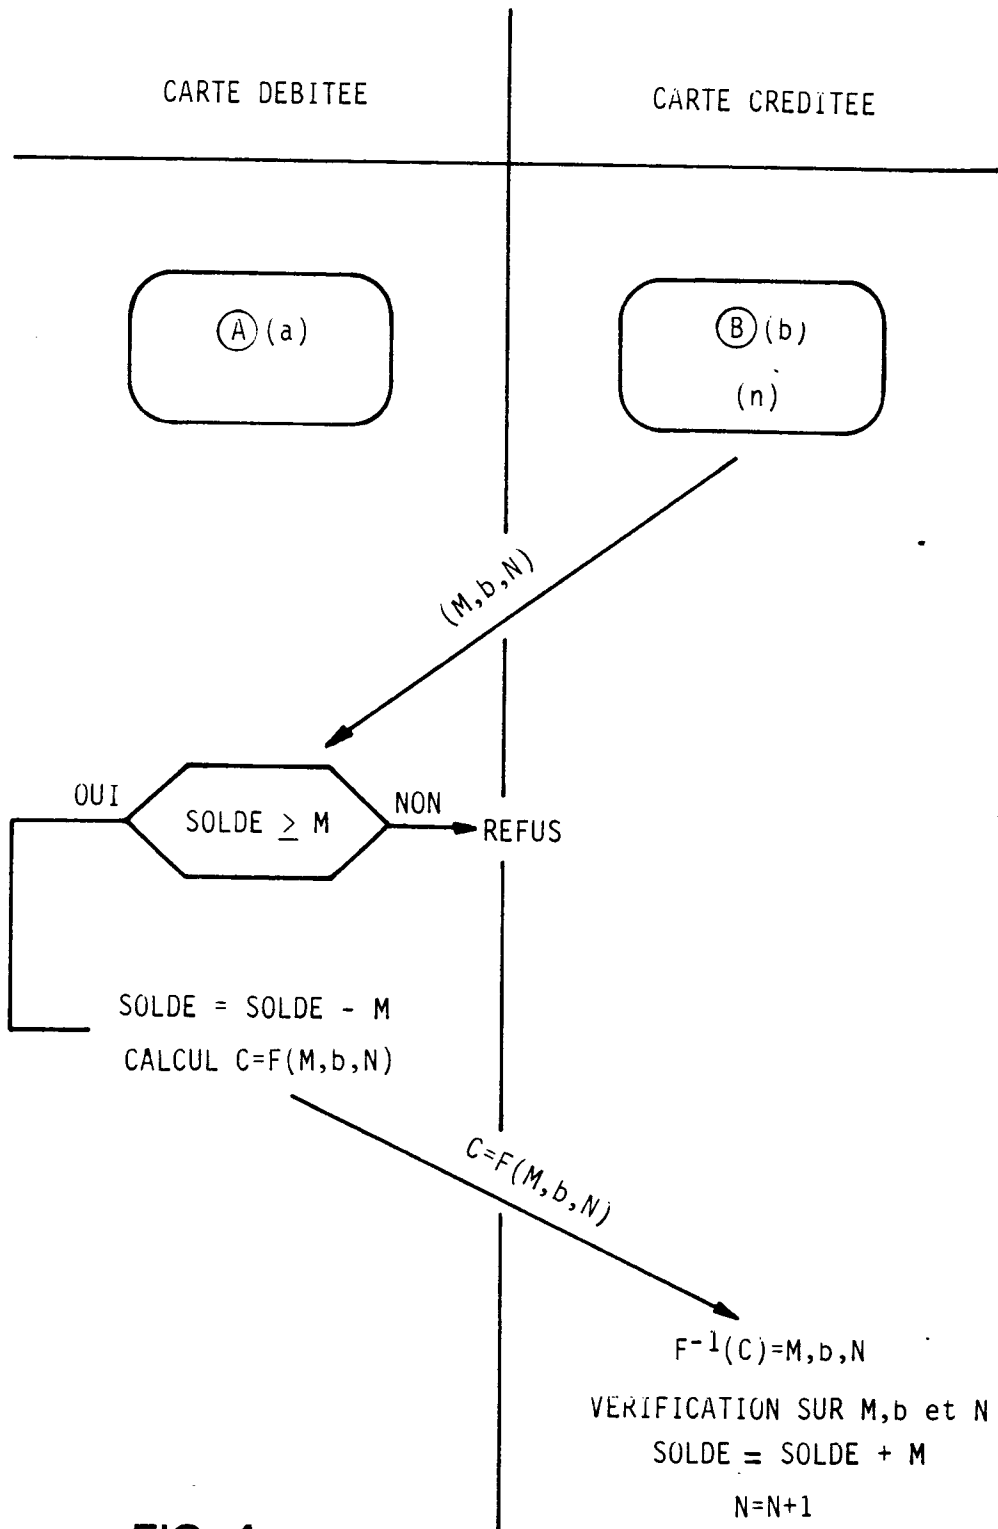 CARTE DEBITEE
CARTE CREDITEE
A (a)
B (b)
(n)
(M,b,N)
OUI
SOLDE ≥ M
NON
REFUS
SOLDE = SOLDE - M
CALCUL C=F(M,b,N)
C=F(M,b,N)
F⁻¹(C)=M,b,N
VERIFICATION SUR M,b et N
SOLDE = SOLDE + M
N=N+1